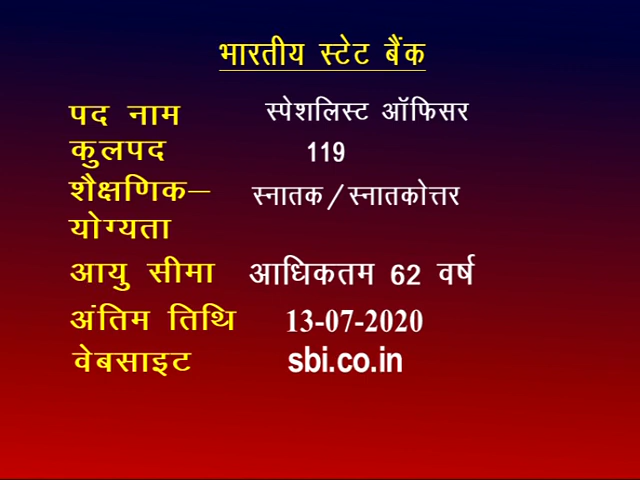 भारतीय स्टेट बैंक
पद नाम स्पेशलिस्ट ऑफिसर
कुलपद 119
शैक्षणिक– स्नातक/स्नातकोत्तर
योग्यता
आयु सीमा आधिकतम 62 वर्ष
अंतिम तिथि 13-07-2020
वेबसाइट sbi.co.in